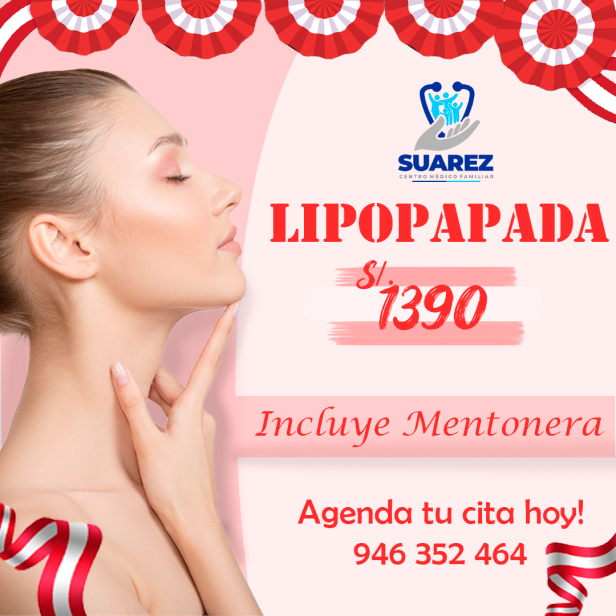 SUAREZ
CENTRO MÉDICO FAMILIAR
LIPOPAPADA
S/.
1390
Incluye Mentonera
Agenda tu cita hoy!
946 352 464